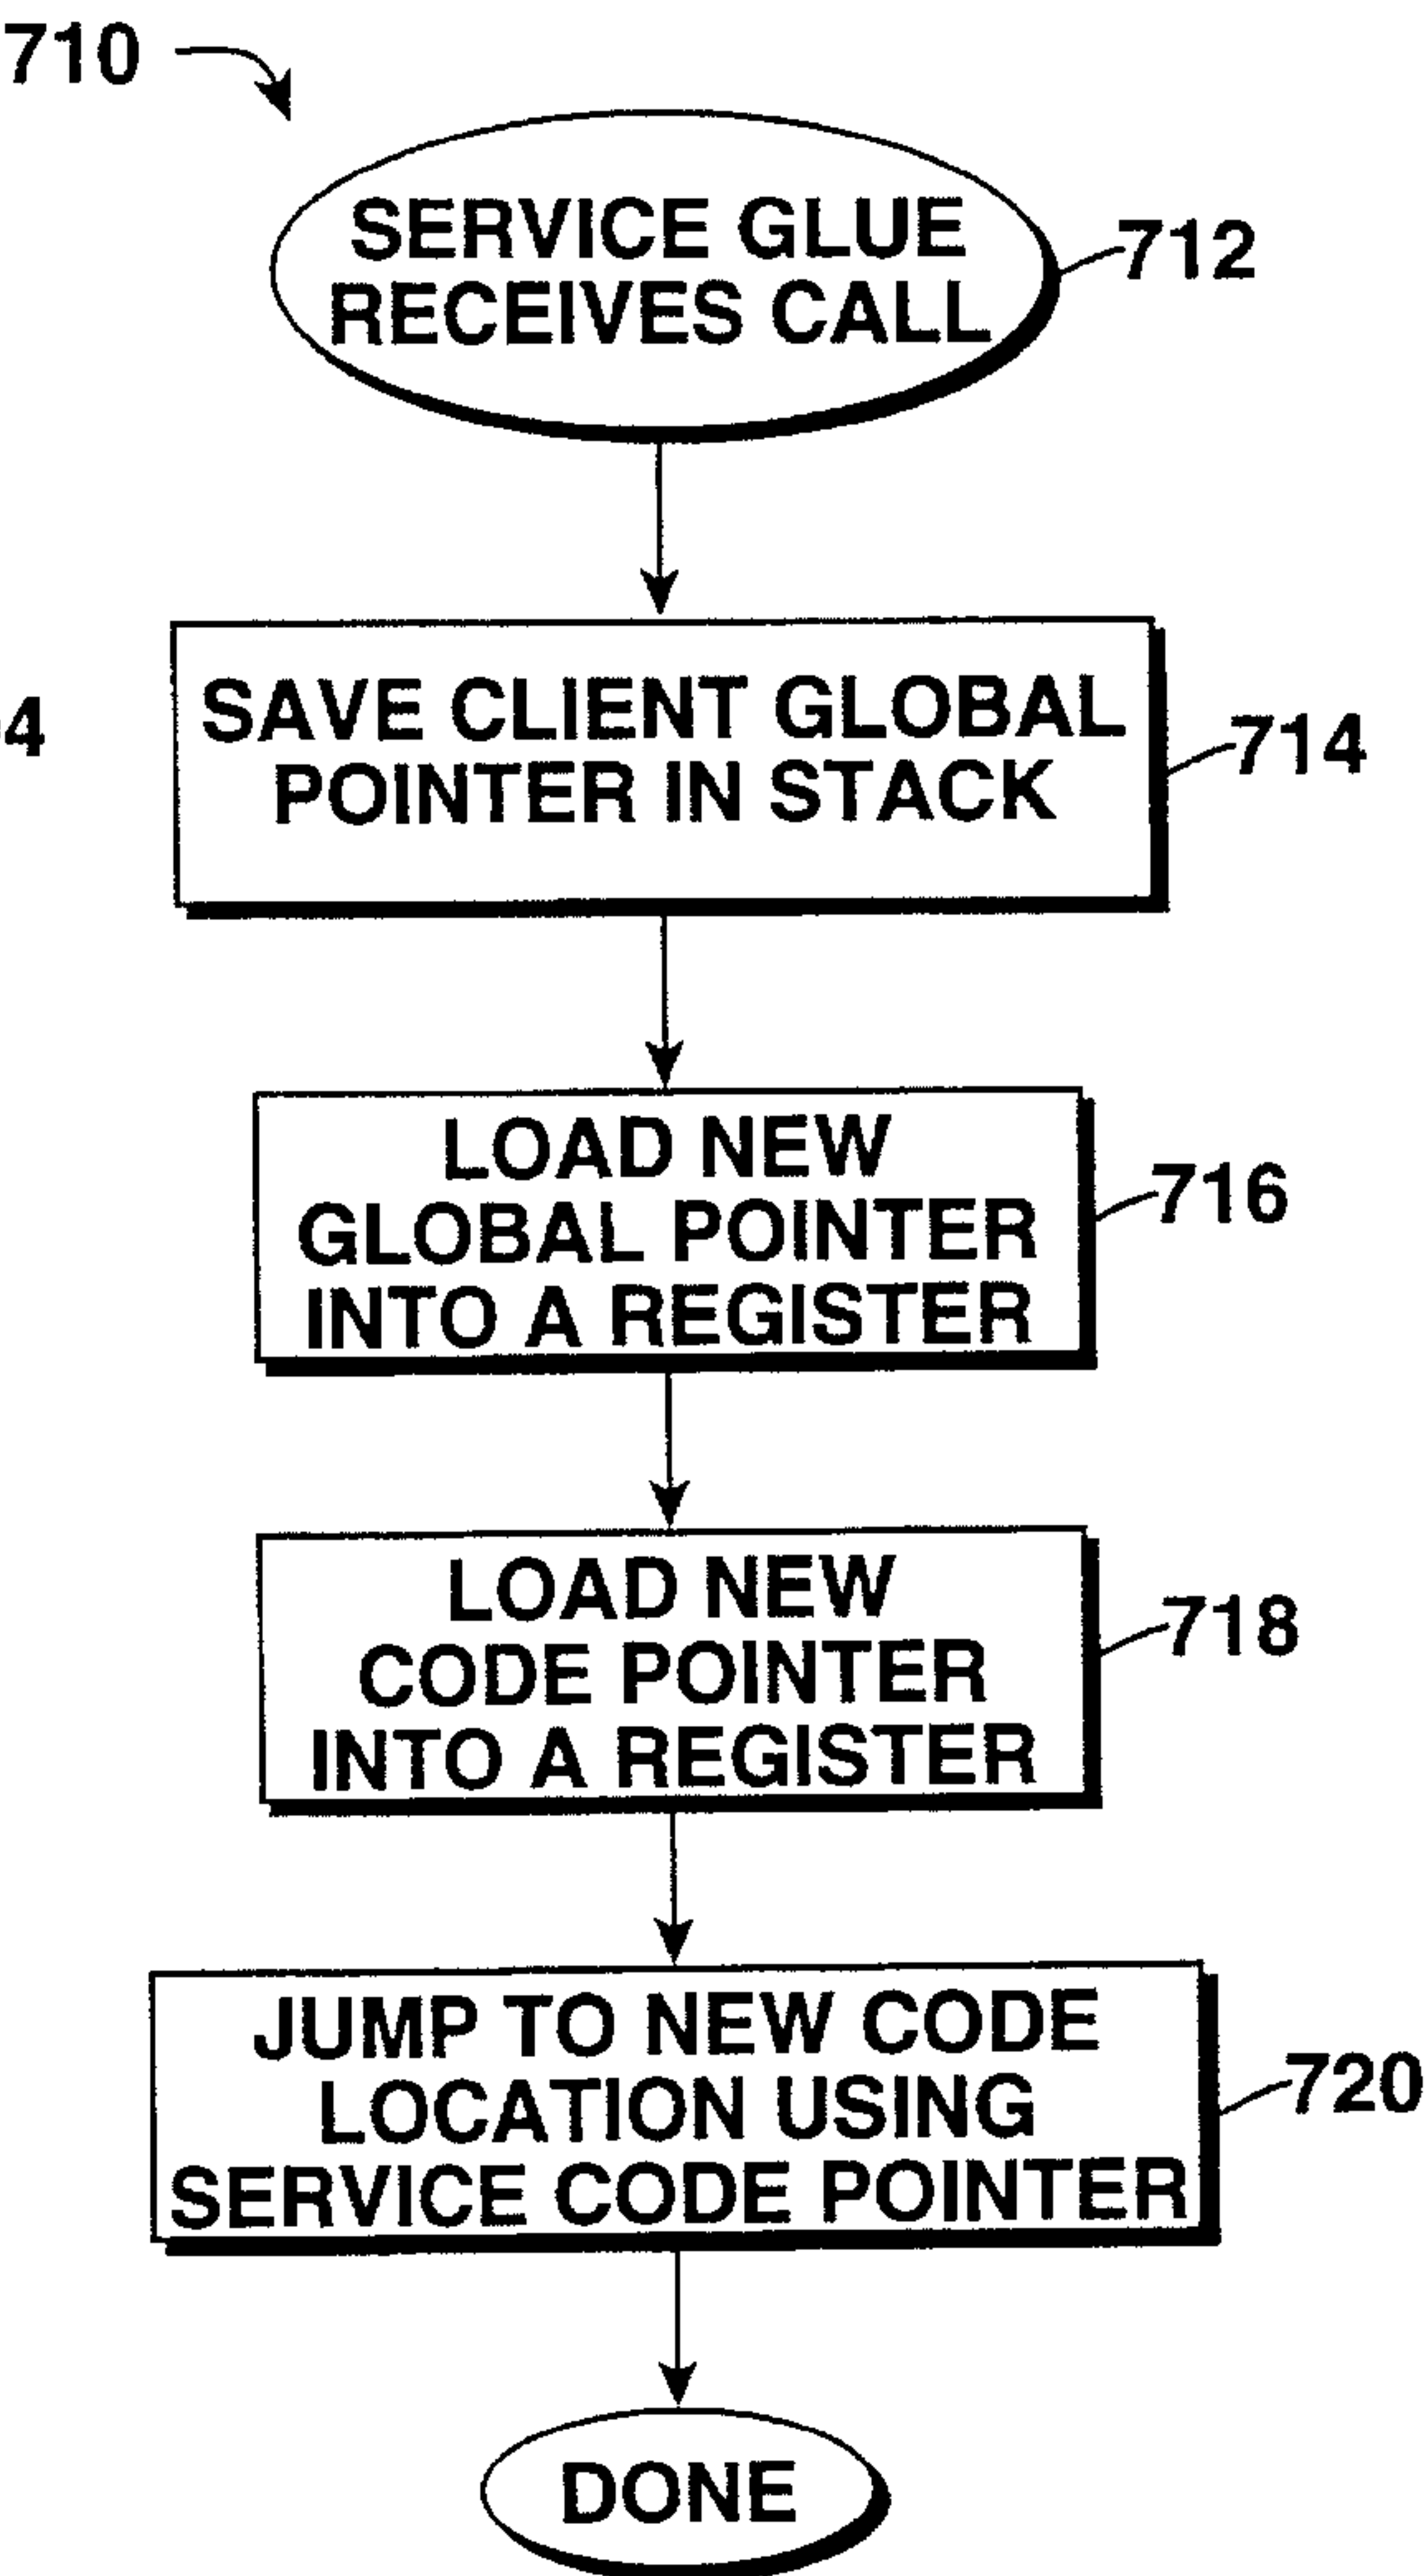 710
SERVICE GLUE
RECEIVES CALL
712
4
SAVE CLIENT GLOBAL
POINTER IN STACK
714
LOAD NEW
GLOBAL POINTER
INTO A REGISTER
716
LOAD NEW
CODE POINTER
INTO A REGISTER
718
JUMP TO NEW CODE
LOCATION USING
SERVICE CODE POINTER
720
DONE